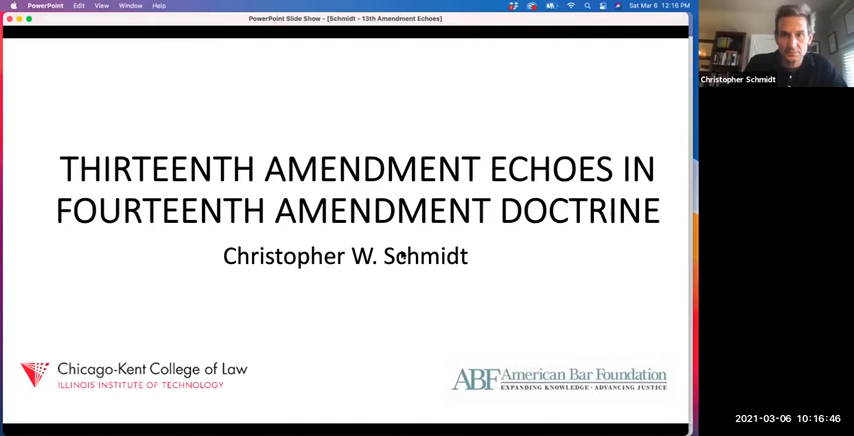 PowerPoint Edit View Window Help
Sat Mar 6 12:16 PM
PowerPoint Slide Show - [Schmidt - 13th Amendment Echoes]
Christopher Schmidt
THIRTEENTH AMENDMENT ECHOES IN
FOURTEENTH AMENDMENT DOCTRINE
Christopher W. Schmidt
Chicago-Kent College of Law
ILLINOIS INSTITUTE OF TECHNOLOGY
ABF American Bar Foundation
EXPANDING KNOWLEDGE · ADVANCING JUSTICE
2021-03-06 10:16:46